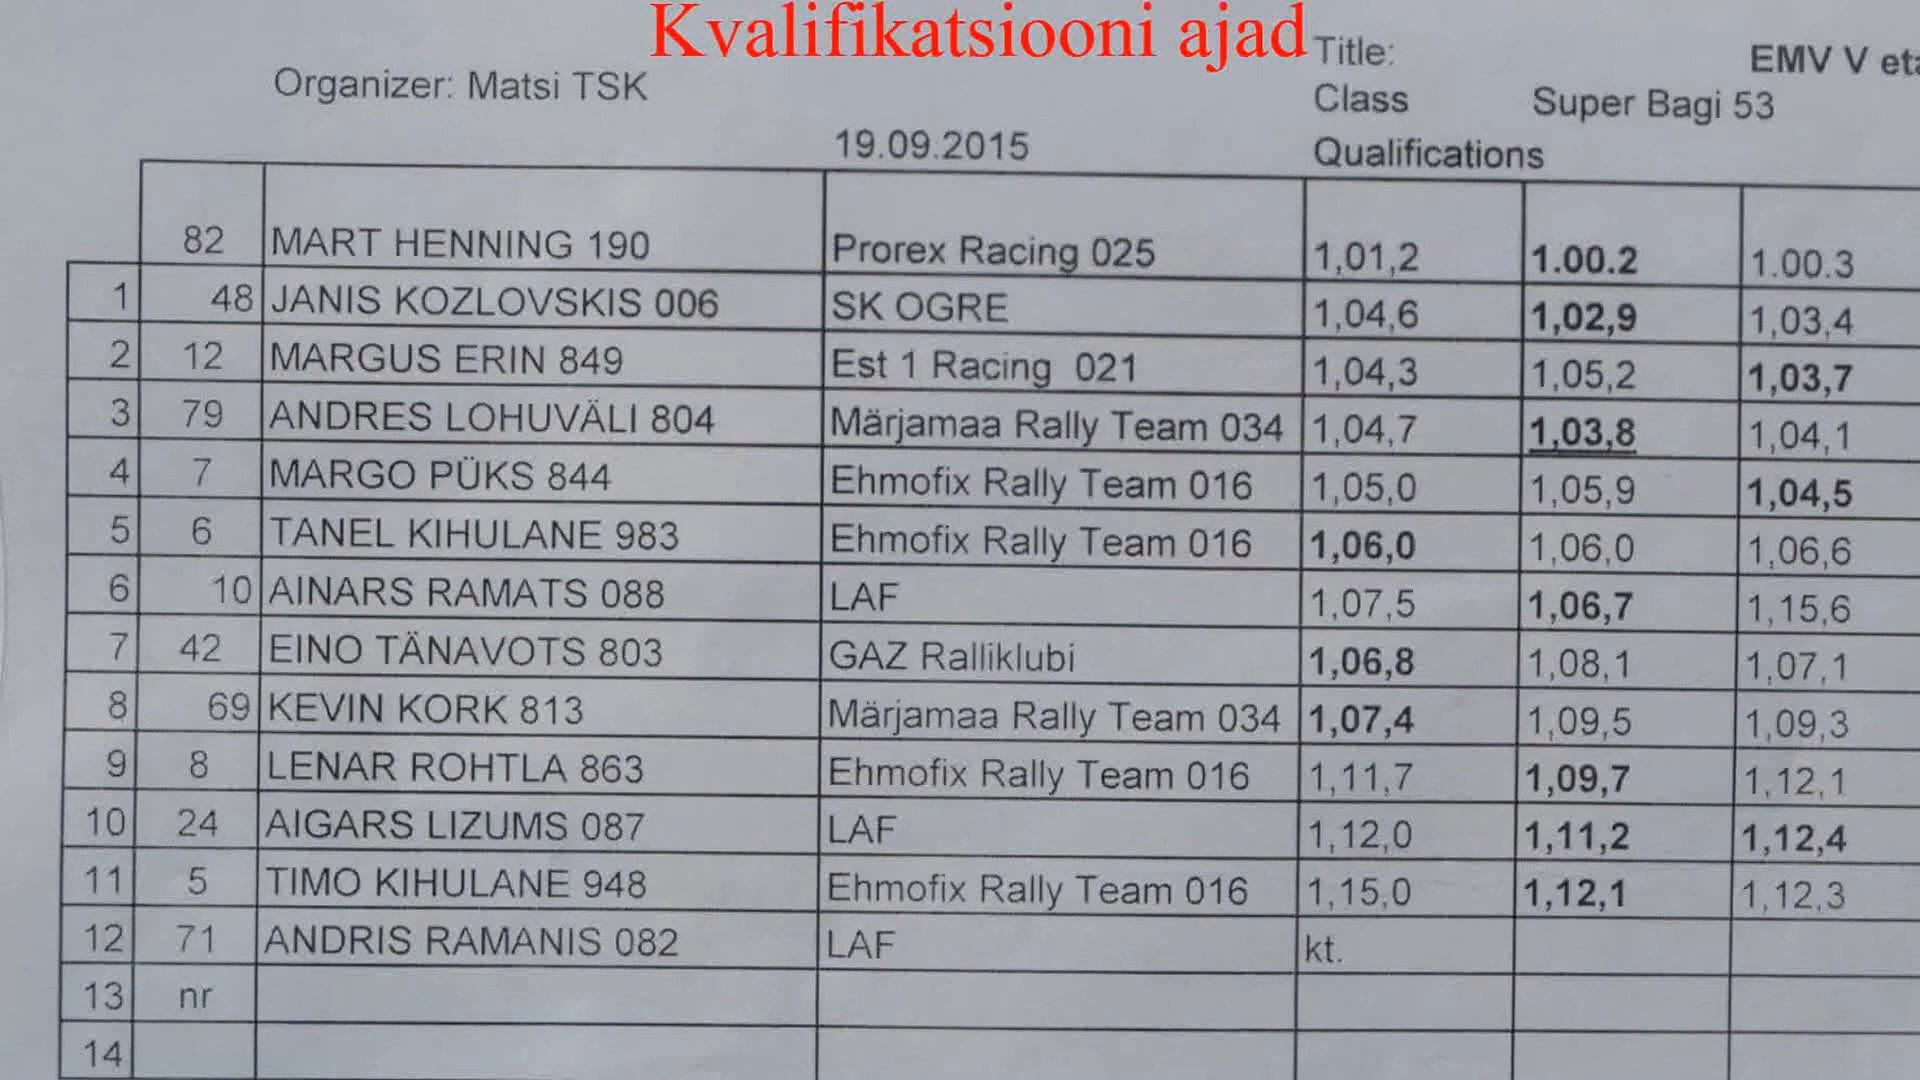 Kvalifikatsiooni ajad
Title: EMV V eta
Organizer: Matsi TSK
Class Super Bagi 53
19.09.2015
Qualifications
82 MART HENNING 190 Prorex Racing 025 1,01,2 1.00.2 1.00.3
1 48 JANIS KOZLOVSKIS 006 SK OGRE 1,04,6 1,02,9 1,03,4
2 12 MARGUS ERIN 849 Est 1 Racing 021 1,04,3 1,05,2 1,03,7
3 79 ANDRES LOHUVÄLI 804 Märjamaa Rally Team 034 1,04,7 1,03,8 1,04,1
4 7 MARGO PÜKS 844 Ehmofix Rally Team 016 1,05,0 1,05,9 1,04,5
5 6 TANEL KIHULANE 983 Ehmofix Rally Team 016 1,06,0 1,06,0 1,06,6
6 10 AINARS RAMATS 088 LAF 1,07,5 1,06,7 1,15,6
7 42 EINO TÄNAVOTS 803 GAZ Ralliklubi 1,06,8 1,08,1 1,07,1
8 69 KEVIN KORK 813 Märjamaa Rally Team 034 1,07,4 1,09,5 1,09,3
9 8 LENAR ROHTLA 863 Ehmofix Rally Team 016 1,11,7 1,09,7 1,12,1
10 24 AIGARS LIZUMS 087 LAF 1,12,0 1,11,2 1,12,4
11 5 TIMO KIHULANE 948 Ehmofix Rally Team 016 1,15,0 1,12,1 1,12,3
12 71 ANDRIS RAMANIS 082 LAF kt.
13 nr
14